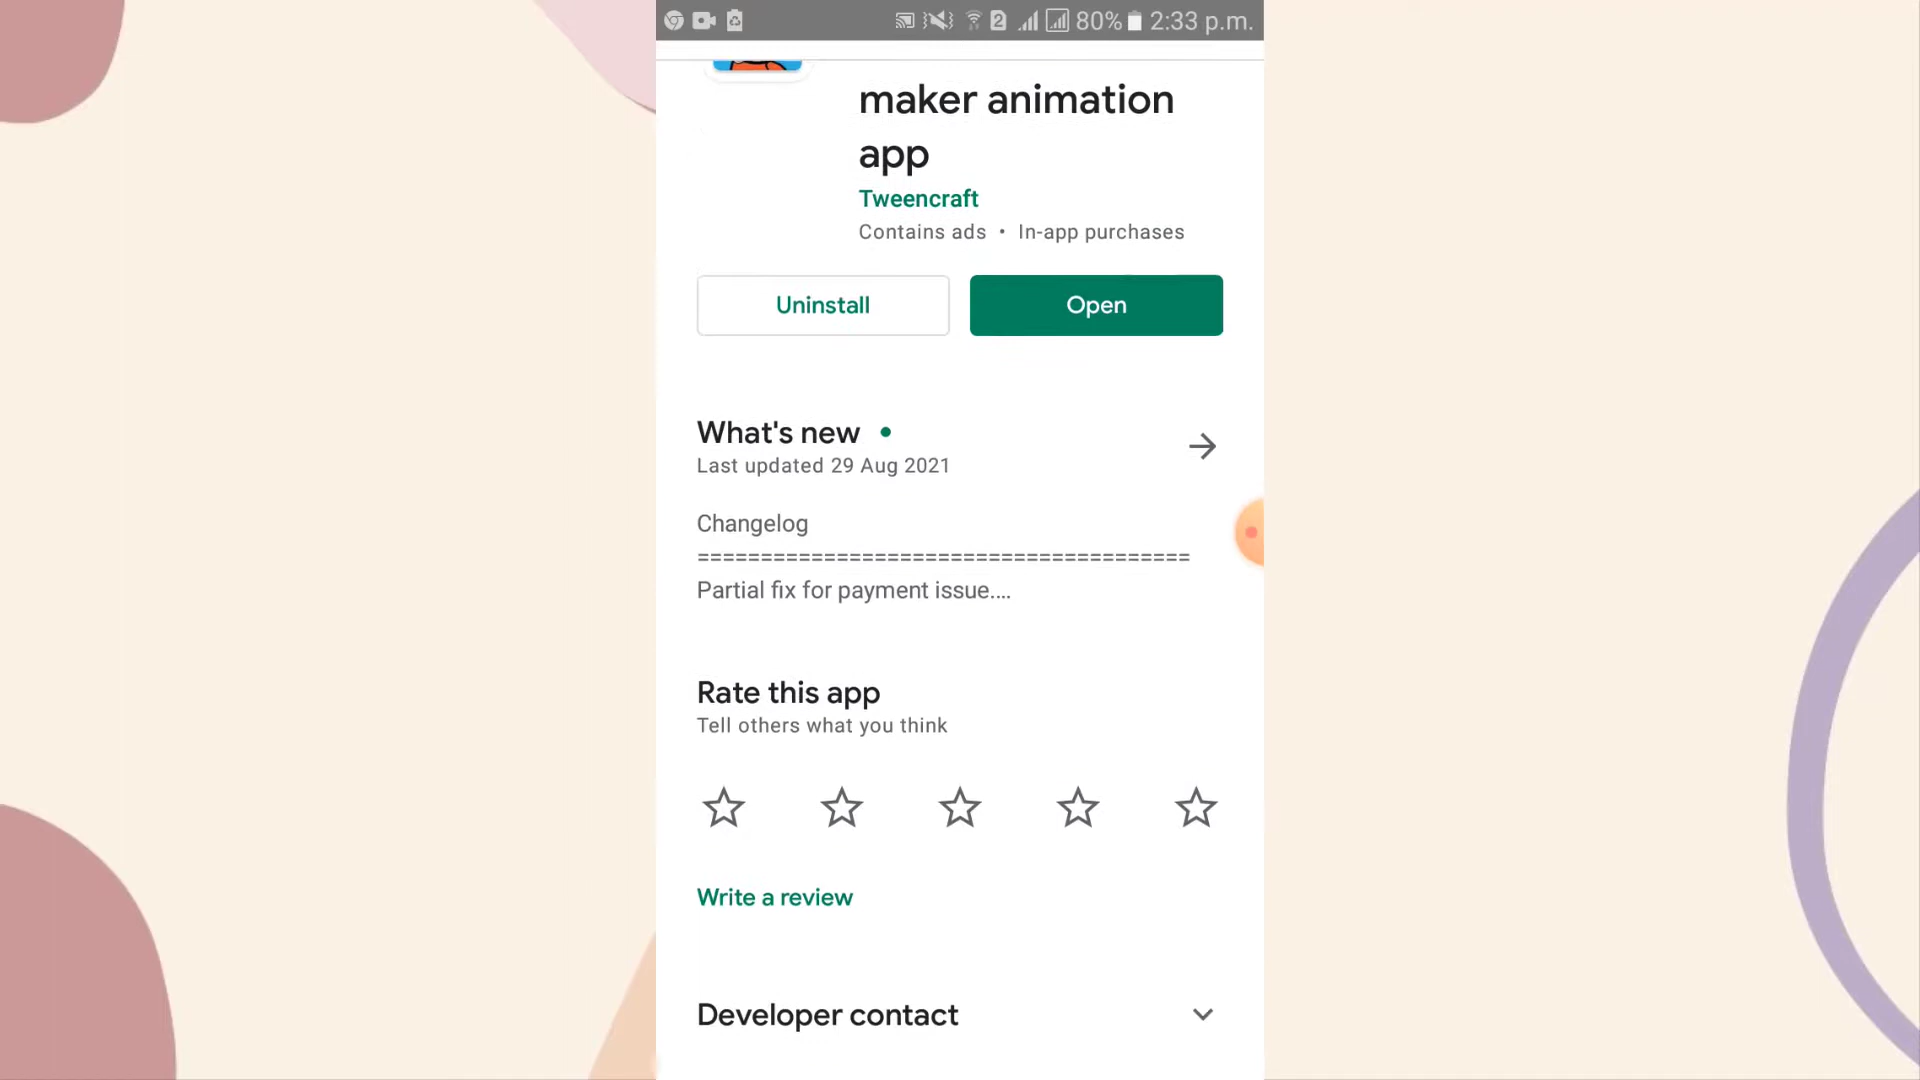 2 80% 2:33 p.m.
maker animation
app
Tweencraft
Contains ads • In-app purchases
Uninstall
Open
What's new •
Last updated 29 Aug 2021
Changelog
=======================================
Partial fix for payment issue....
Rate this app
Tell others what you think
Write a review
Developer contact